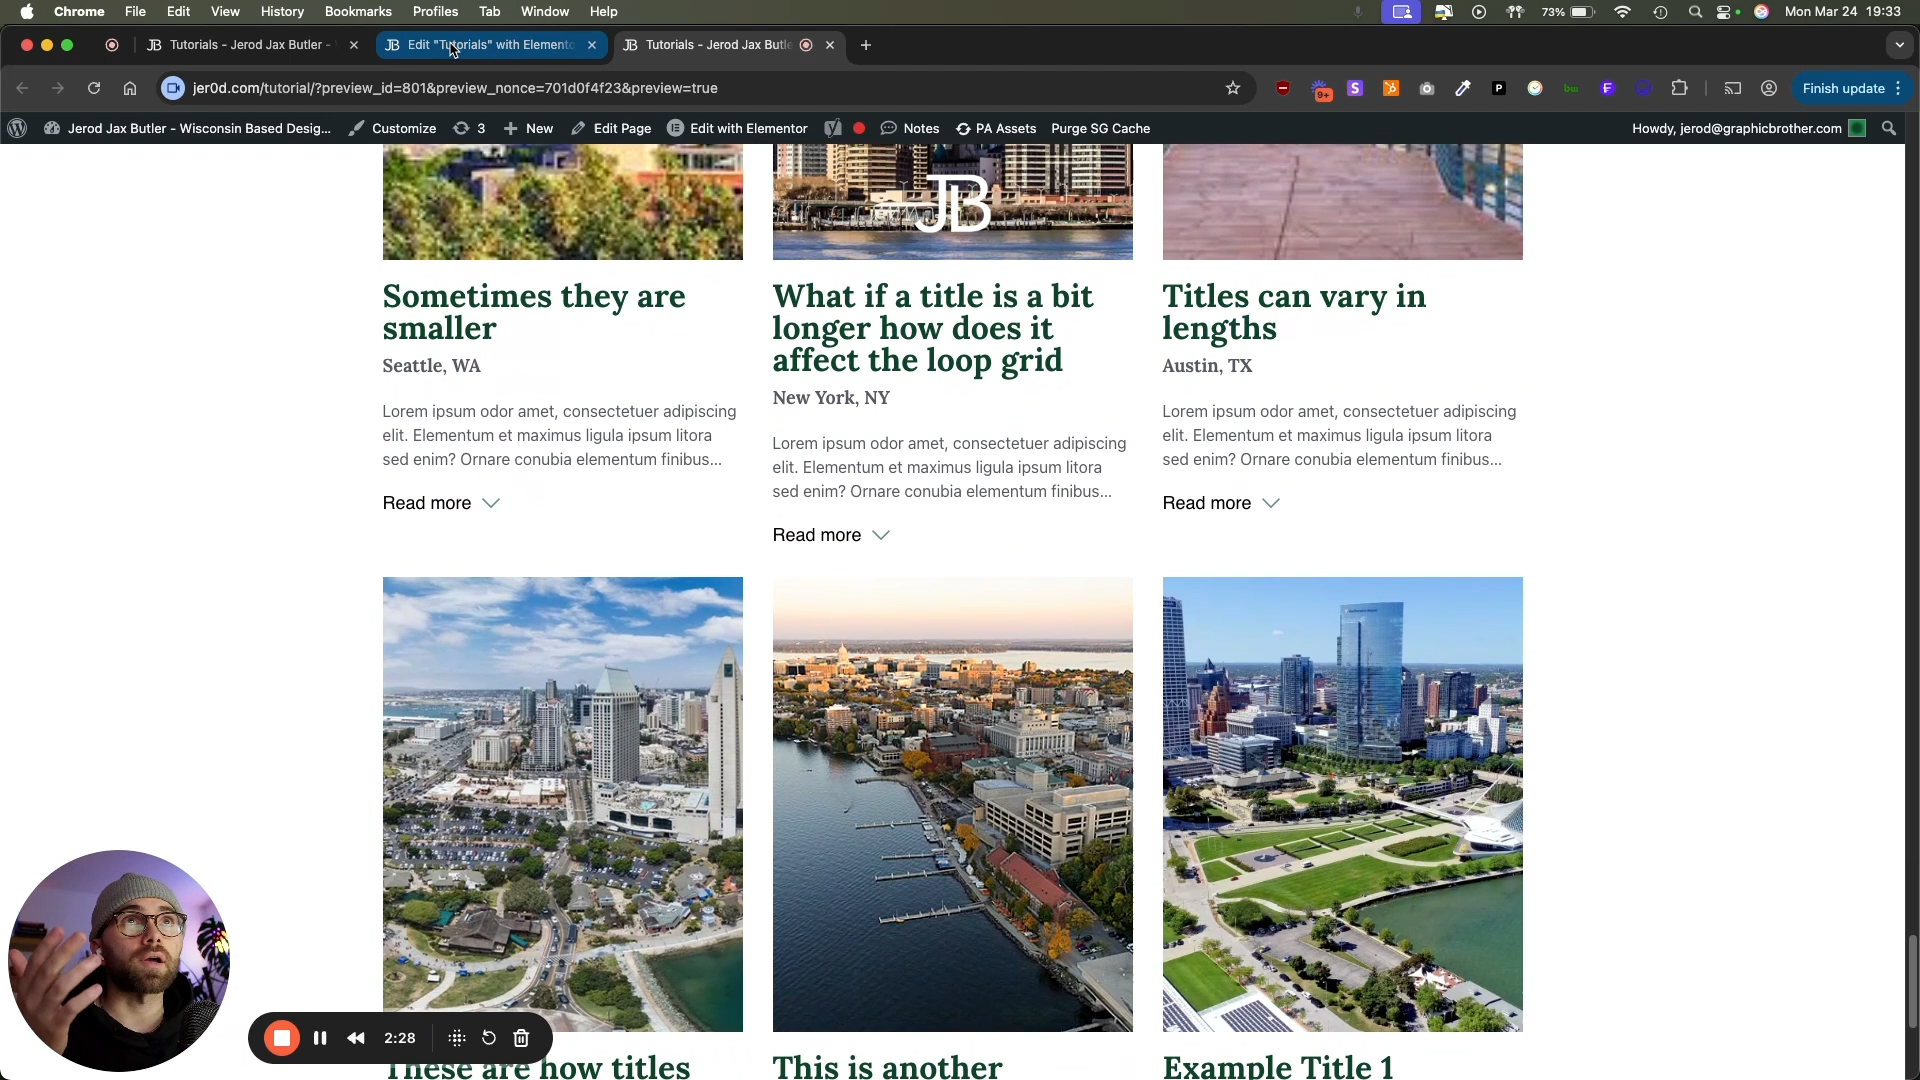 Chrome File Edit View History Bookmarks Profiles Tab Window Help
73% Mon Mar 24 19:33
JB Tutorials - Jerod Jax Butler -
JB Edit "Tutorials" with Elemento
JB Tutorials - Jerod Jax Butle
jer0d.com/tutorial/?preview_id=801&preview_nonce=701d0f4f23&preview=true
9+
S
P
bw
F
Finish update
Jerod Jax Butler - Wisconsin Based Desig...
Customize
3
New
Edit Page
Edit with Elementor
Notes
PA Assets
Purge SG Cache
Howdy, jerod@graphicbrother.com
JB
Sometimes they are
smaller
Seattle, WA
Lorem ipsum odor amet, consectetuer adipiscing
elit. Elementum et maximus ligula ipsum litora
sed enim? Ornare conubia elementum finibus...
Read more
What if a title is a bit
longer how does it
affect the loop grid
New York, NY
Lorem ipsum odor amet, consectetuer adipiscing
elit. Elementum et maximus ligula ipsum litora
sed enim? Ornare conubia elementum finibus...
Read more
Titles can vary in
lengths
Austin, TX
Lorem ipsum odor amet, consectetuer adipiscing
elit. Elementum et maximus ligula ipsum litora
sed enim? Ornare conubia elementum finibus...
Read more
2:28
These are how titles
This is another
Example Title 1